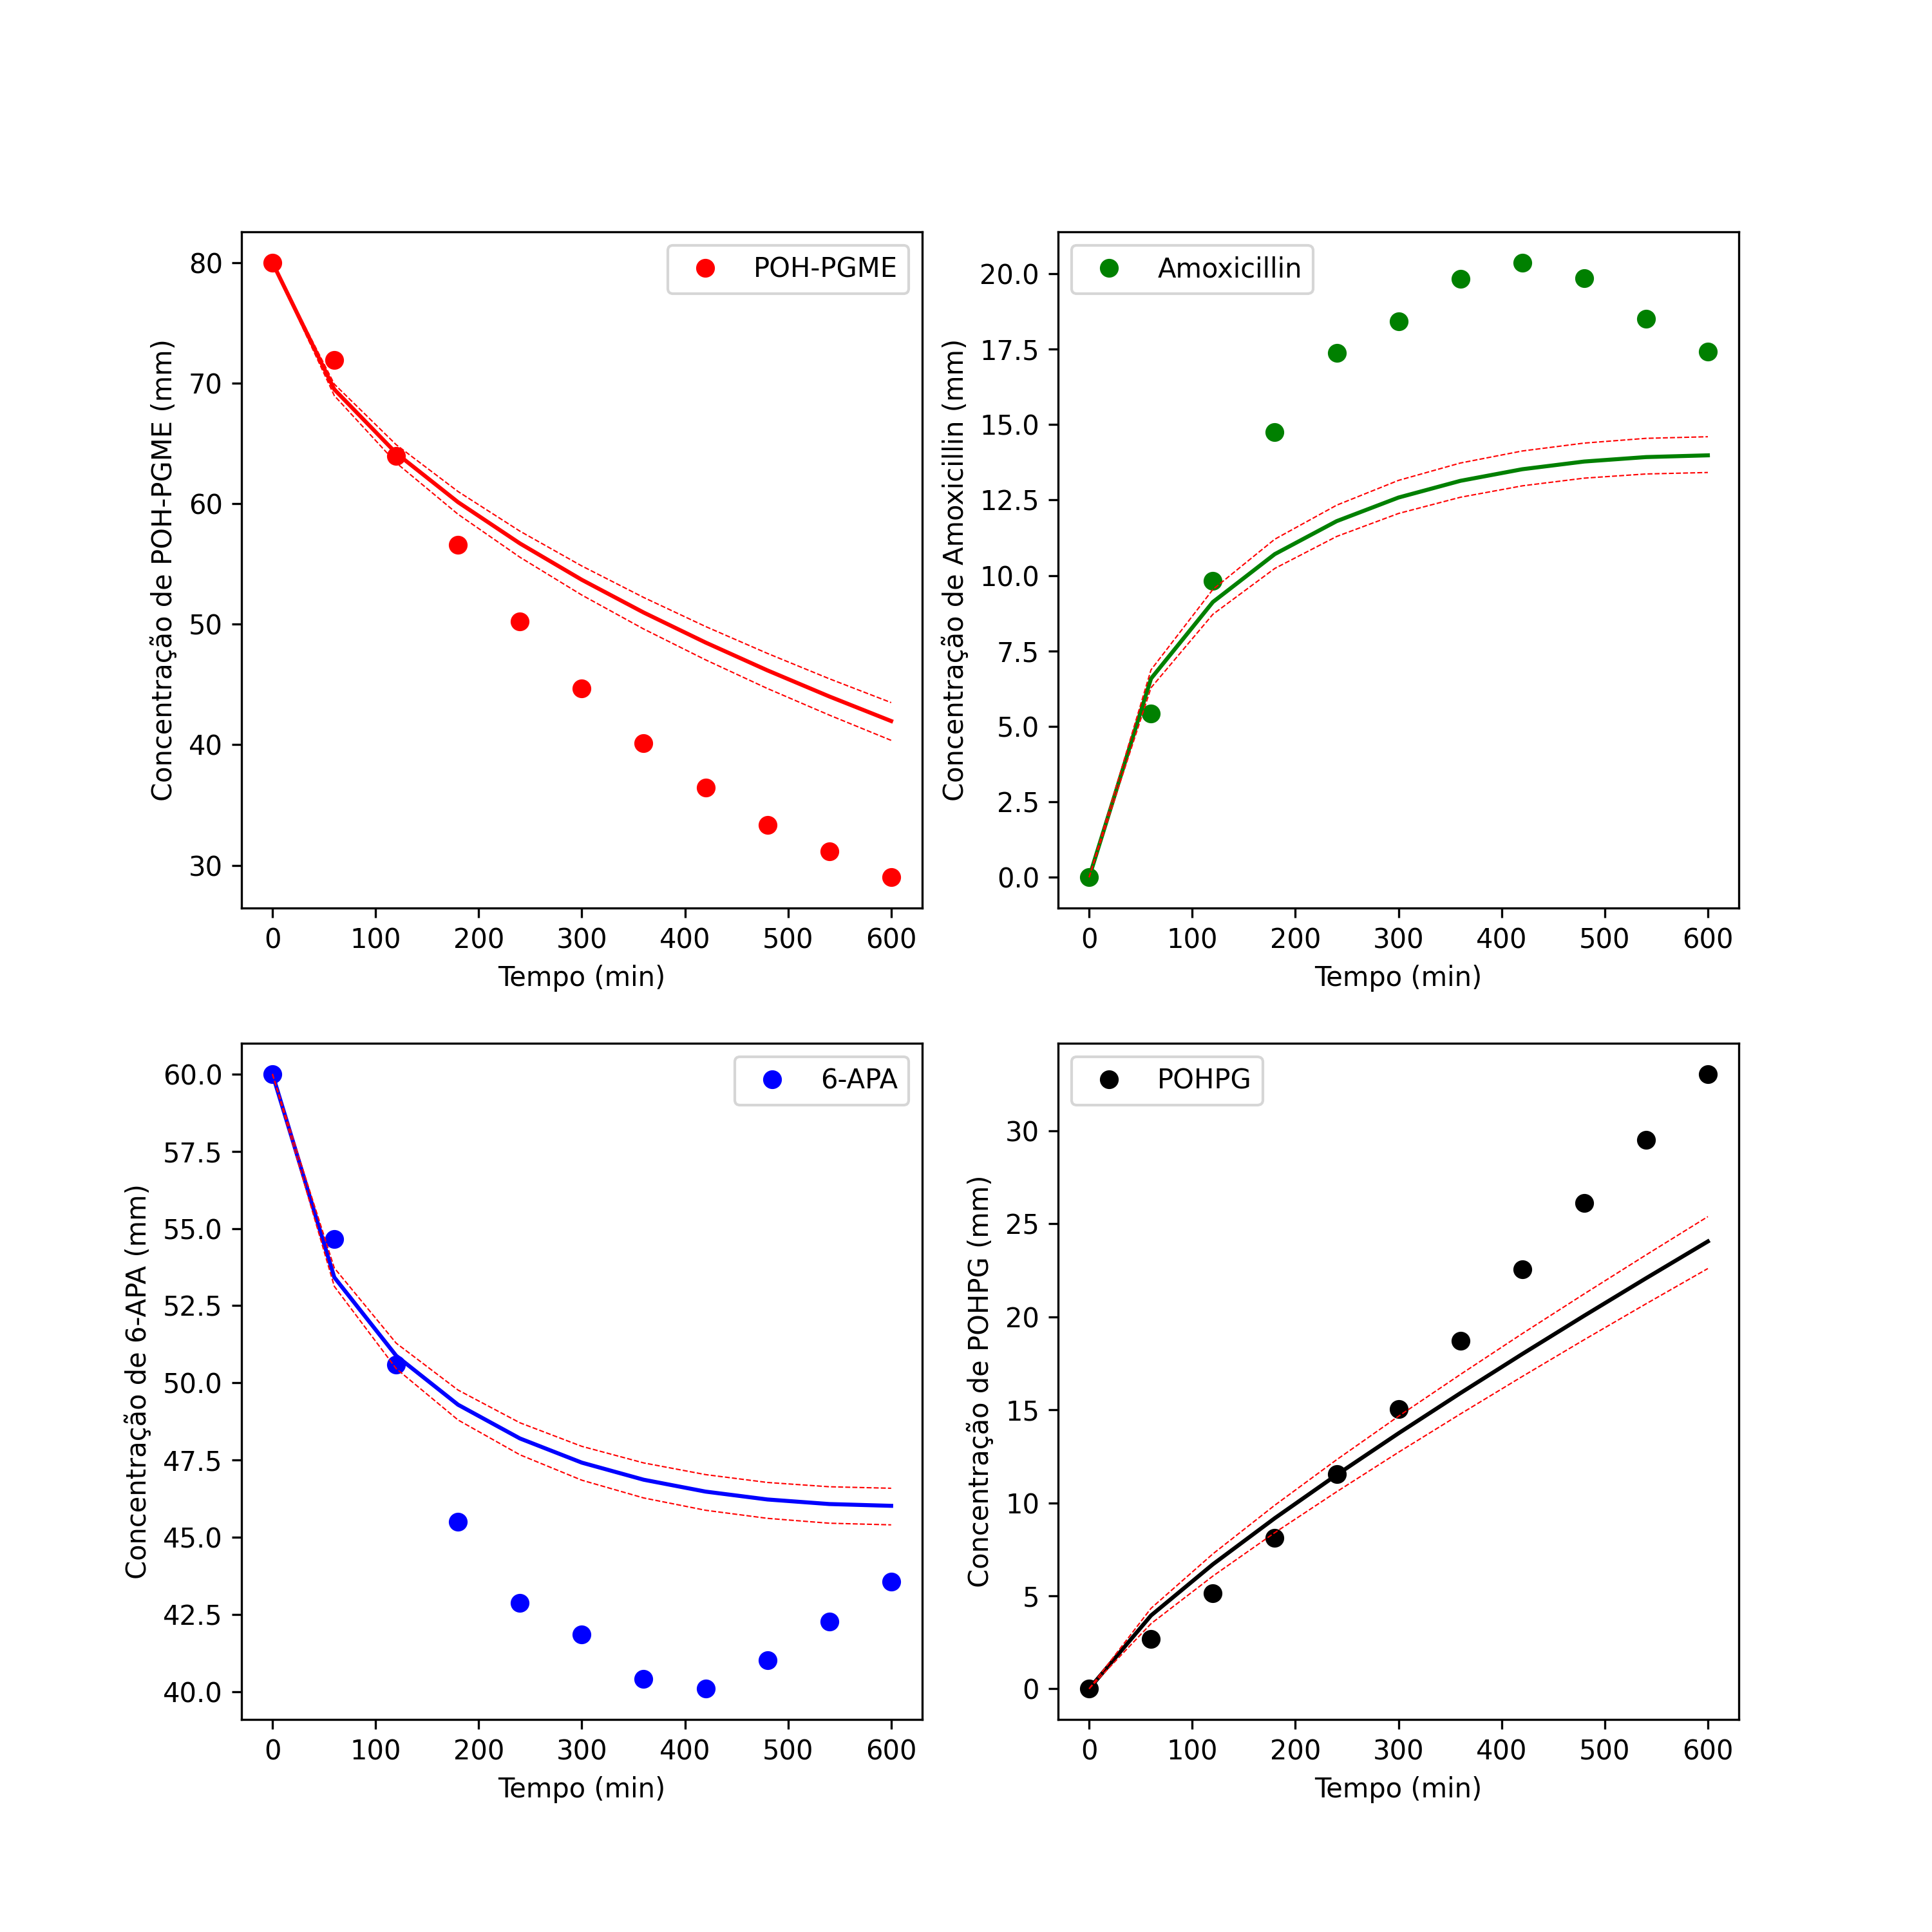 POH-PGME
80
70
60
50
40
30
Concentração de POH-PGME (mm)
0 100 200 300 400 500 600
Tempo (min)
Amoxicillin
20.0
17.5
15.0
12.5
10.0
7.5
5.0
2.5
0.0
Concentração de Amoxicillin (mm)
0 100 200 300 400 500 600
Tempo (min)
6-APA
60.0
57.5
55.0
52.5
50.0
47.5
45.0
42.5
40.0
Concentração de 6-APA (mm)
0 100 200 300 400 500 600
Tempo (min)
POHPG
30
25
20
15
10
5
0
Concentração de POHPG (mm)
0 100 200 300 400 500 600
Tempo (min)